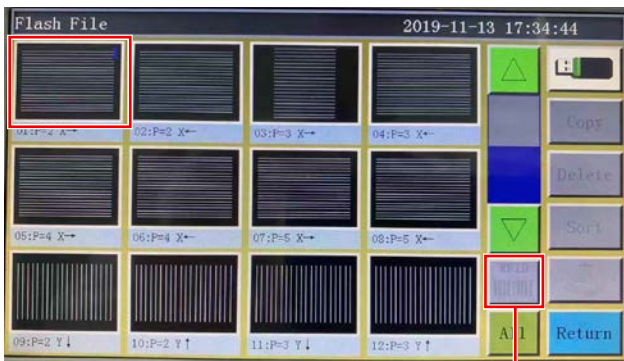 Flash File 2019-11-13 17:34:44
01:P=2 X→ 02:P=2 X← 03:P=3 X→ 04:P=3 X←
Copy
Delete
05:P=4 X→ 06:P=4 X← 07:P=5 X→ 08:P=5 X←
Sort
RFID
09:P=2 Y↓ 10:P=2 Y↑ 11:P=3 Y↓ 12:P=3 Y↑
All Return